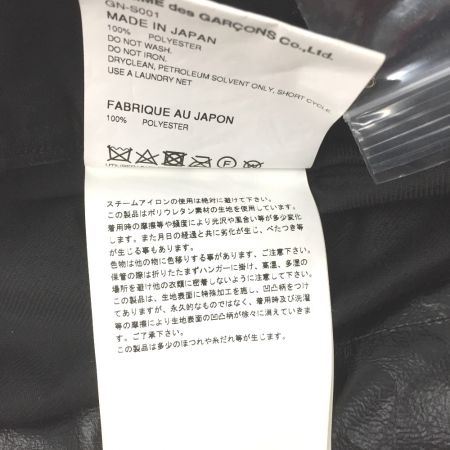 des GARÇONS Co.,Ltd.
GN-S001
MADE IN JAPAN
100% POLYESTER
DO NOT WASH.
DO NOT IRON.
DRYCLEAN, PETROLEUM SOLVENT ONLY, SHORT CYCLE
USE A LAUNDRY NET
FABRIQUE AU JAPON
100% POLYESTER
スチームアイロンの使用は絶対に避けて下さい。
この製品はポリウレタン素材の生地を使用しています。
着用時の摩擦等や頻度により光沢や風合い等が多少変化
します。また月日の経過と共に劣化が生じ、べたつき等
が生じる事もあります。
色物は他の物に色移りする事があります、ご注意下さい。
保管の際は折りたたまずハンガーに掛け、高温、多湿の
場所を避け他の衣類に密着しないように注意して下さい。
この製品は、生地表面に特殊加工を施し、凹凸柄をつけて
ますが、永久的なものではなく、着用時及び洗濯
等の摩擦により生地表面の凹凸柄が徐々に消えていきま
す。ご了承下さい。
この製品は多少のほつれや糸だれ等が生じます。